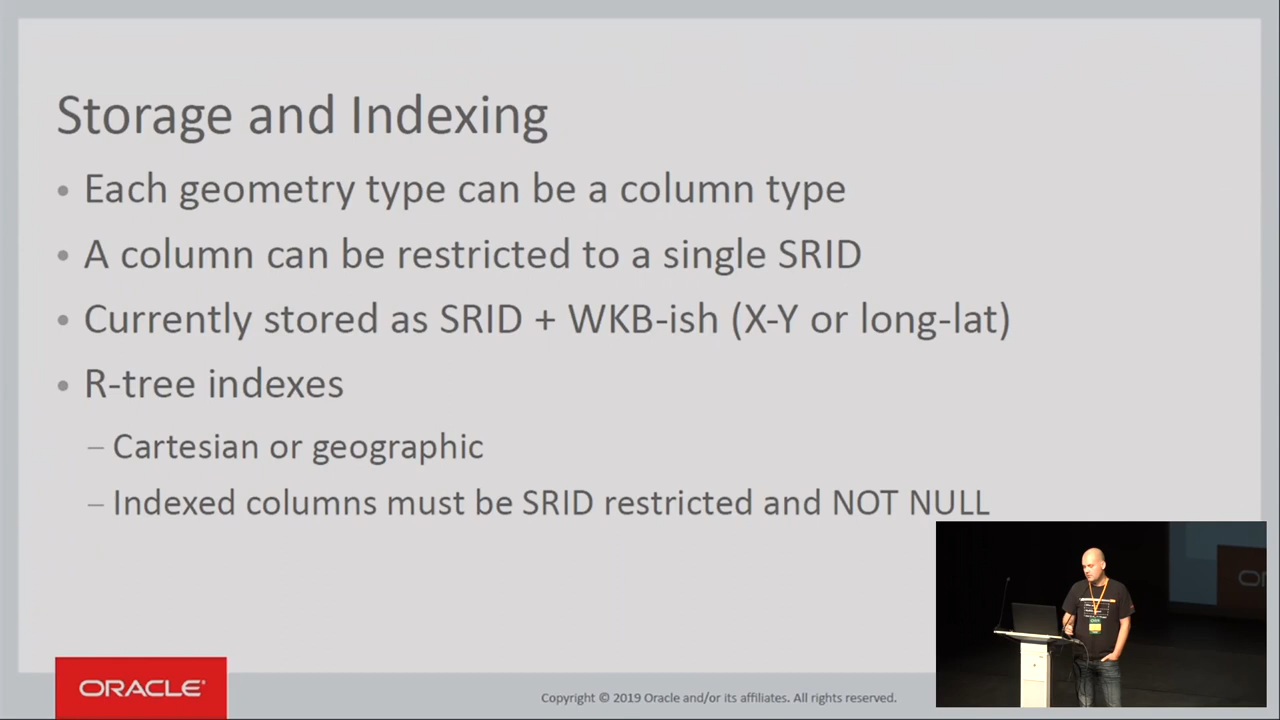 Storage and Indexing
• Each geometry type can be a column type
• A column can be restricted to a single SRID
• Currently stored as SRID + WKB-ish (X-Y or long-lat)
• R-tree indexes
– Cartesian or geographic
– Indexed columns must be SRID restricted and NOT NULL
ORACLE®
Copyright © 2019 Oracle and/or its affiliates. All rights reserved.